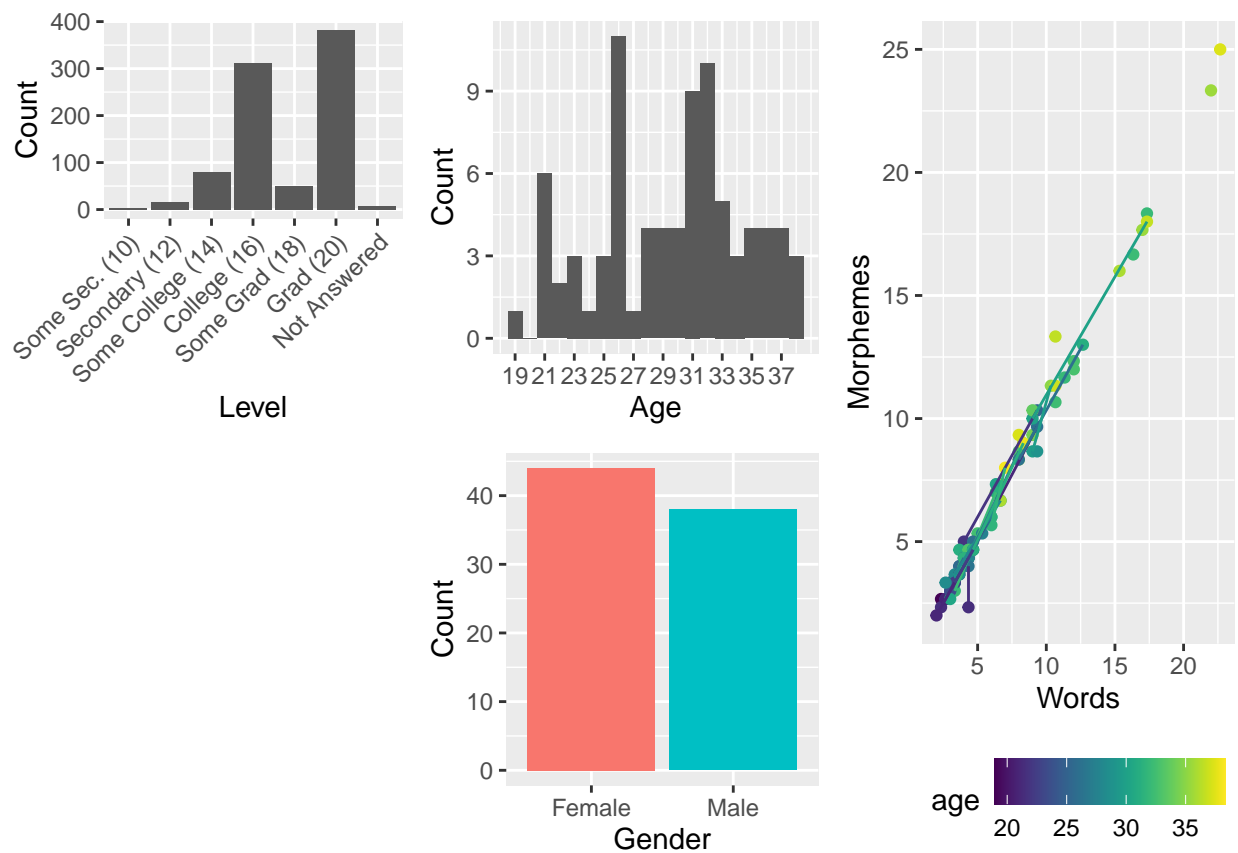 400
300
200
100
0
Count
Some Sec. (10)
Secondary (12)
Some College (14)
College (16)
Some Grad (18)
Grad (20)
Not Answered
Level
9
6
3
0
Count
19 21 23 25 27 29 31 33 35 37
Age
40
30
20
10
0
Count
Female Male
Gender
25
20
15
10
5
Morphemes
5 10 15 20
Words
age
20 25 30 35